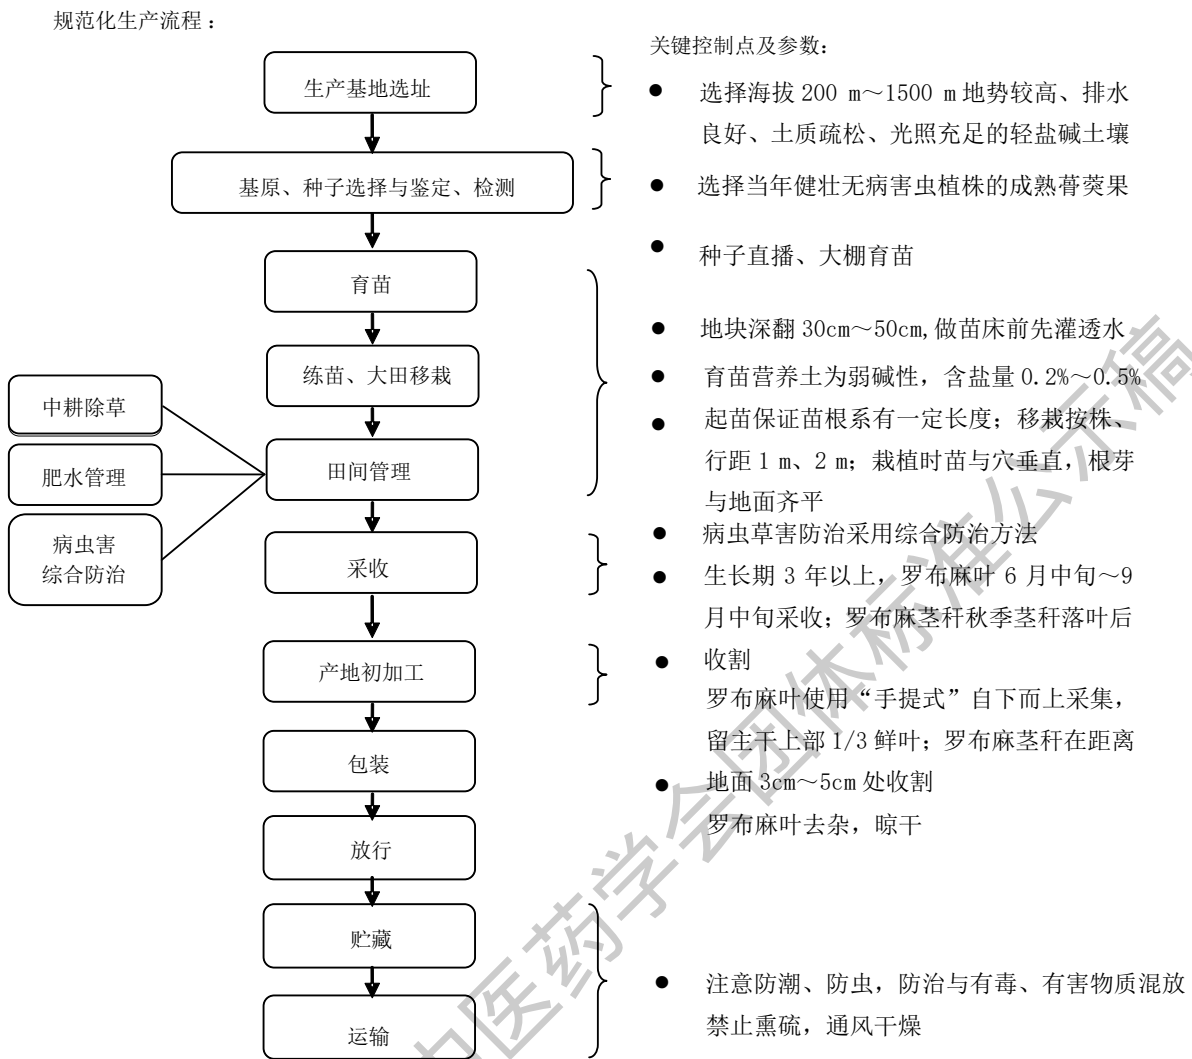 规范化生产流程：
生产基地选址
基原、种子选择与鉴定、检测
育苗
练苗、大田移栽
中耕除草
肥水管理
病虫害
综合防治
田间管理
采收
产地初加工
包装
放行
贮藏
运输
关键控制点及参数：
● 选择海拔 200 m～1500 m 地势较高、排水
良好、土质疏松、光照充足的轻盐碱土壤
● 选择当年健壮无病害虫植株的成熟蓇葖果
● 种子直播、大棚育苗
● 地块深翻 30cm～50cm,做苗床前先灌透水
● 育苗营养土为弱碱性，含盐量 0.2%～0.5%
● 起苗保证苗根系有一定长度；移栽按株、
行距 1 m、2 m；栽植时苗与穴垂直，根芽
与地面齐平
● 病虫草害防治采用综合防治方法
● 生长期 3 年以上，罗布麻叶 6 月中旬～9
月中旬采收；罗布麻茎秆秋季茎秆落叶后
● 收割
罗布麻叶使用“手提式”自下而上采集，
留主干上部 1/3 鲜叶；罗布麻茎秆在距离
● 地面 3cm～5cm 处收割
罗布麻叶去杂，晾干
● 注意防潮、防虫，防治与有毒、有害物质混放
禁止熏硫，通风干燥
中医药学会团体标准公示稿